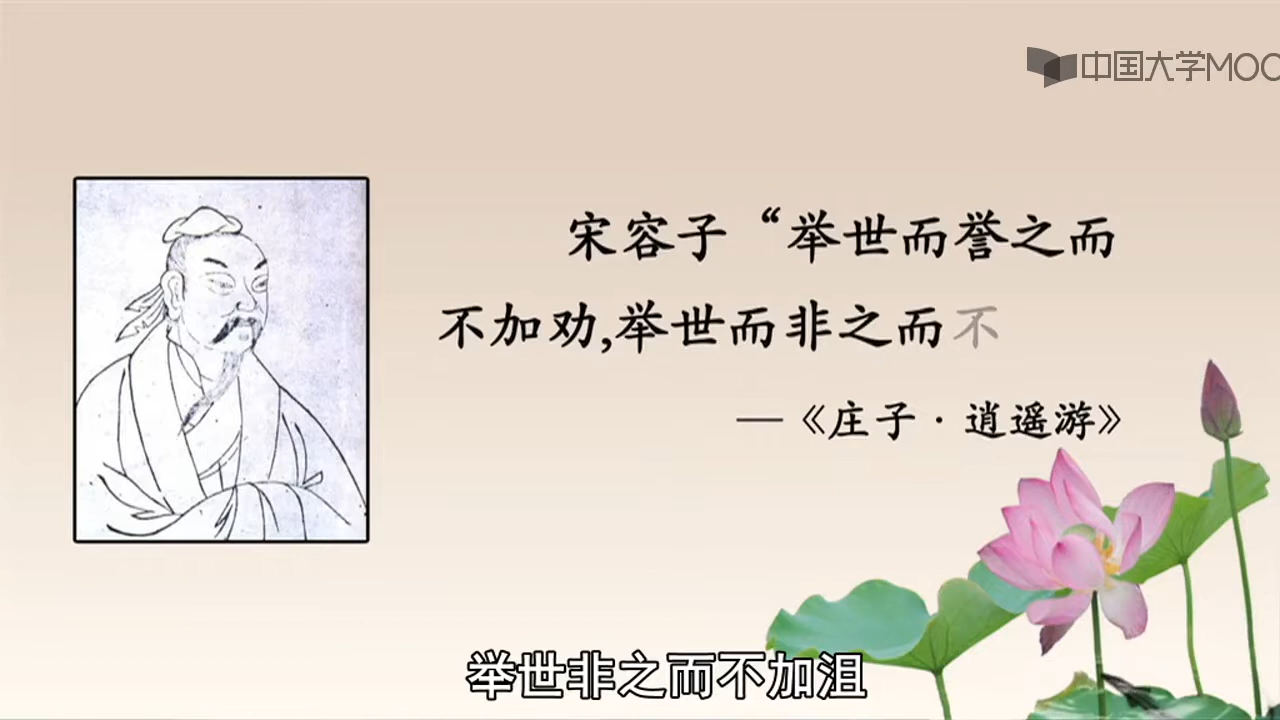 中国大学MOO
宋容子“举世而誉之而
不加劝,举世而非之而不
—《庄子·逍遥游》
举世非之而不加沮